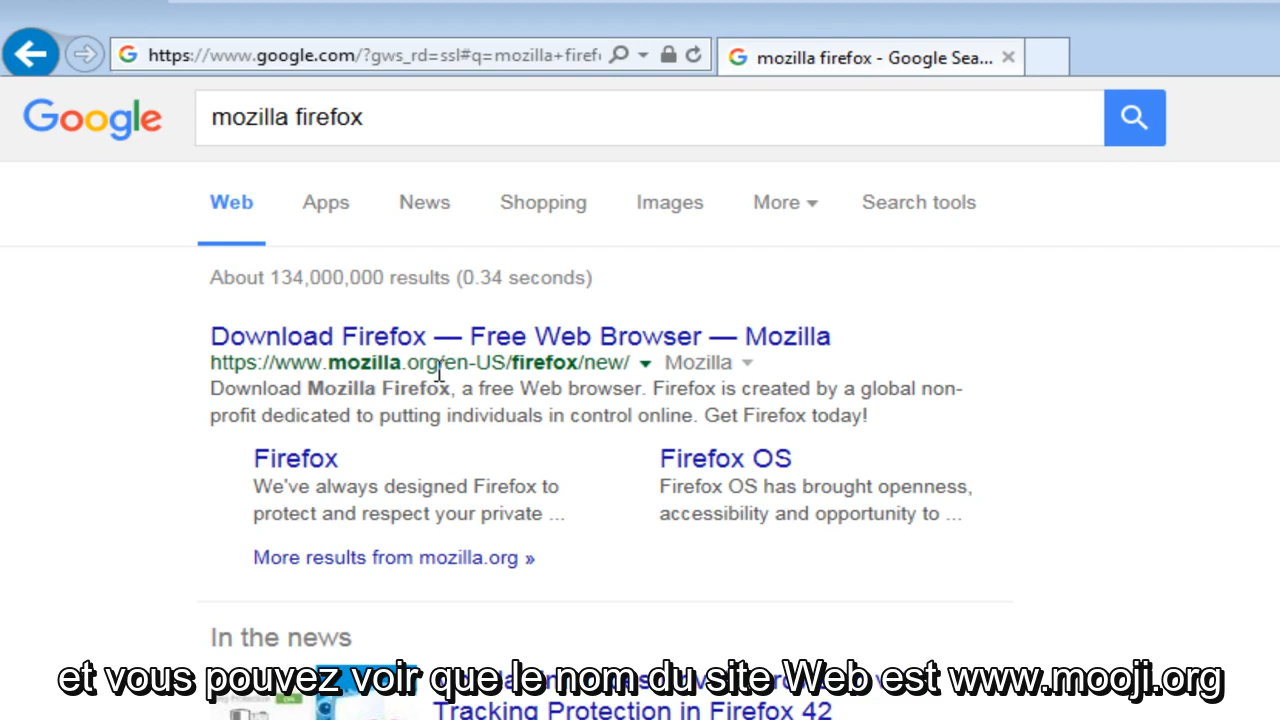 https://www.google.com/?gws_rd=ssl#q=mozilla+firef
mozilla firefox - Google Sea...
Google
mozilla firefox
Web Apps News Shopping Images More Search tools
About 134,000,000 results (0.34 seconds)
Download Firefox — Free Web Browser — Mozilla
https://www.mozilla.org/en-US/firefox/new/ Mozilla
Download Mozilla Firefox, a free Web browser. Firefox is created by a global non-
profit dedicated to putting individuals in control online. Get Firefox today!
Firefox
We've always designed Firefox to
protect and respect your private ...
Firefox OS
Firefox OS has brought openness,
accessibility and opportunity to ...
More results from mozilla.org »
In the news
et vous pouvez voir que le nom du site Web est www.mooji.org
Tracking Protection in Firefox 42